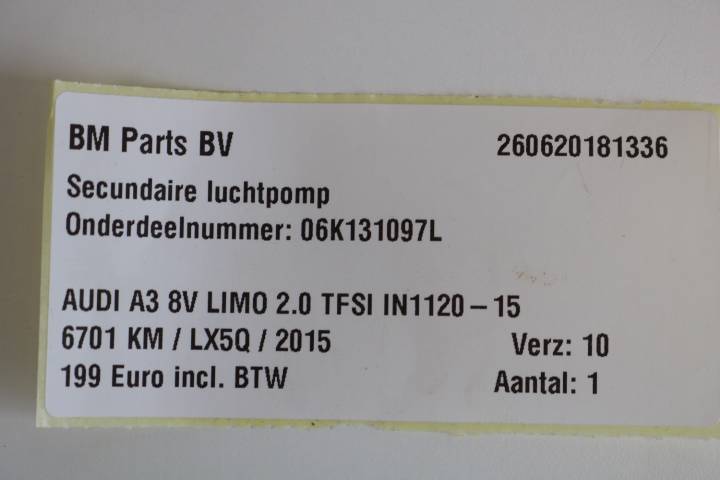 BM Parts BV 260620181336
Secundaire luchtpomp
Onderdeelnummer: 06K131097L
AUDI A3 8V LIMO 2.0 TFSI IN1120 – 15
6701 KM / LX5Q / 2015 Verz: 10
199 Euro incl. BTW Aantal: 1